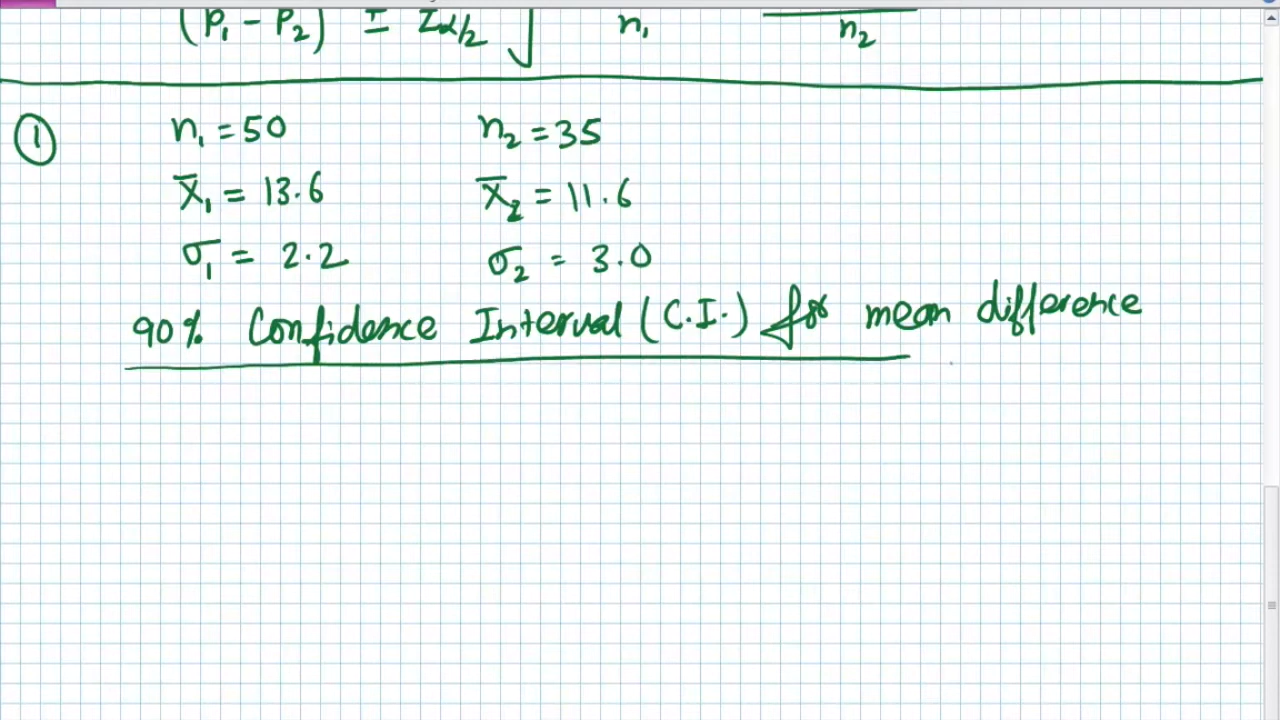 (P₁ - P₂) ± Zα/2 √ n₁ n₂
① n₁ = 50 n₂ = 35
x̄₁ = 13.6 x̄₂ = 11.6
σ₁ = 2.2 σ₂ = 3.0
90% Confidence Interval (C.I.) for mean difference